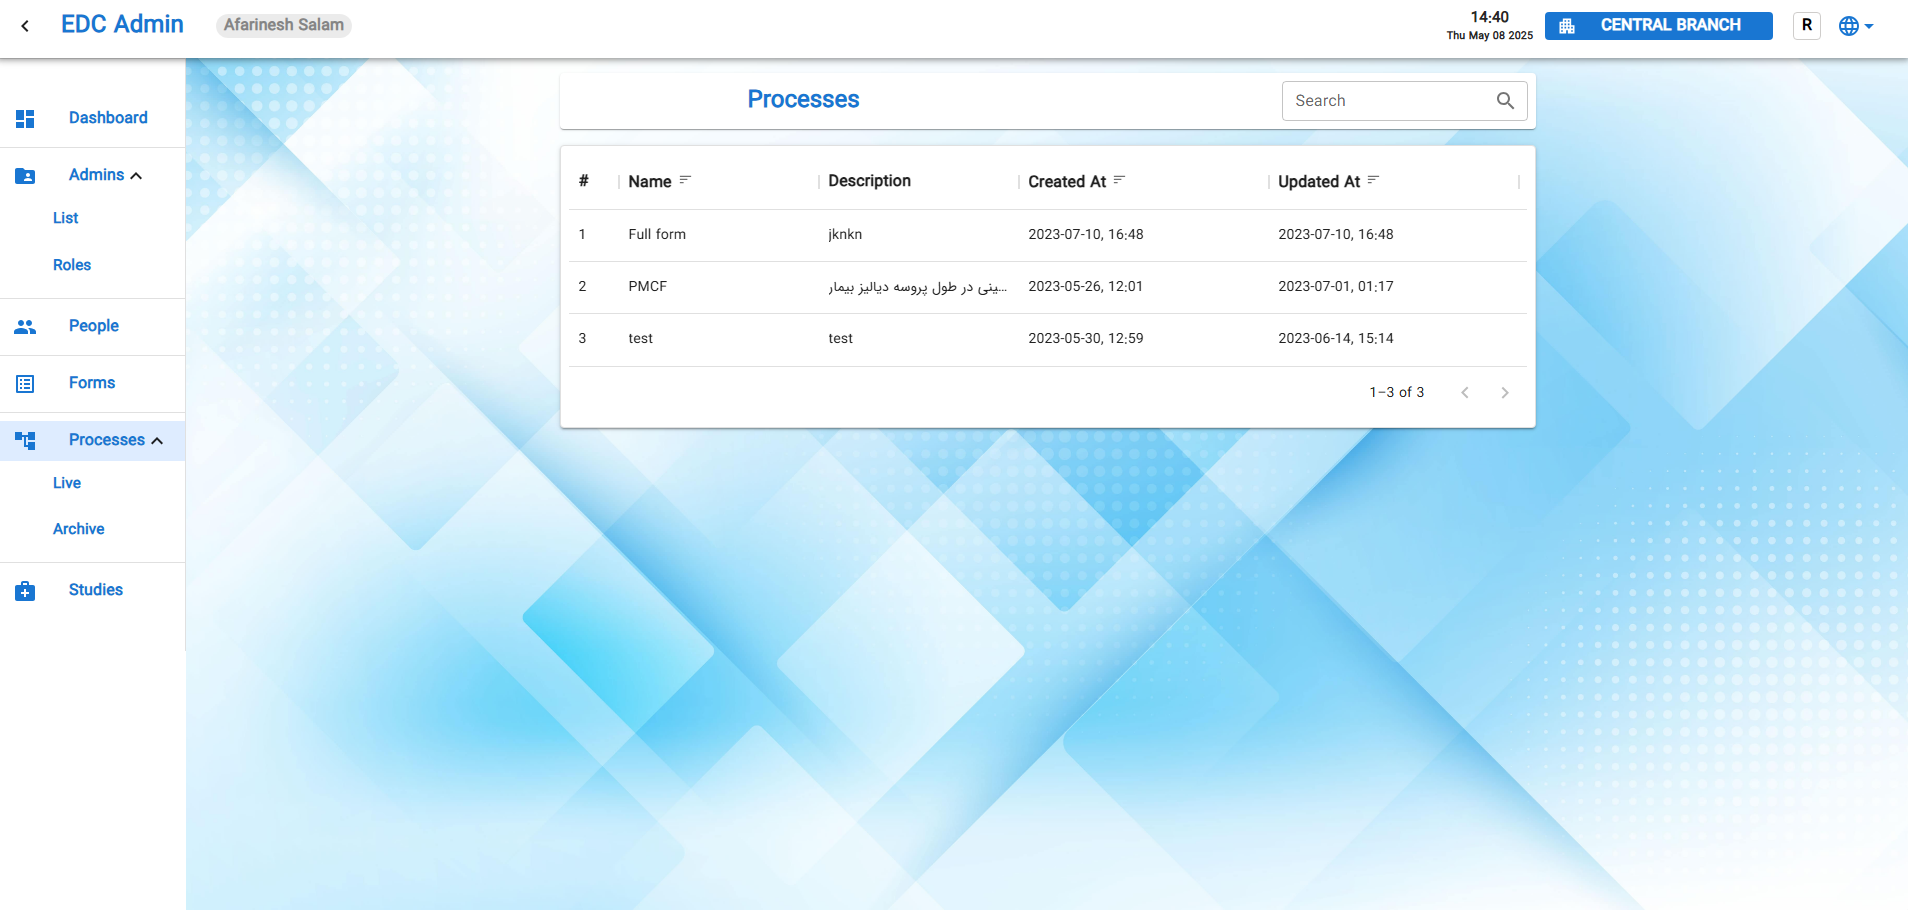 EDC Admin
Afarinesh Salam
14:40
Thu May 08 2025
CENTRAL BRANCH
R
Dashboard
Admins
List
Roles
People
Forms
Processes
Live
Archive
Studies
Processes
Search
# Name Description Created At Updated At
1 Full form jknkn 2023-07-10, 16:48 2023-07-10, 16:48
2 PMCF ...ینی در طول پروسه دیالیز بیمار 2023-05-26, 12:01 2023-07-01, 01:17
3 test test 2023-05-30, 12:59 2023-06-14, 15:14
1–3 of 3